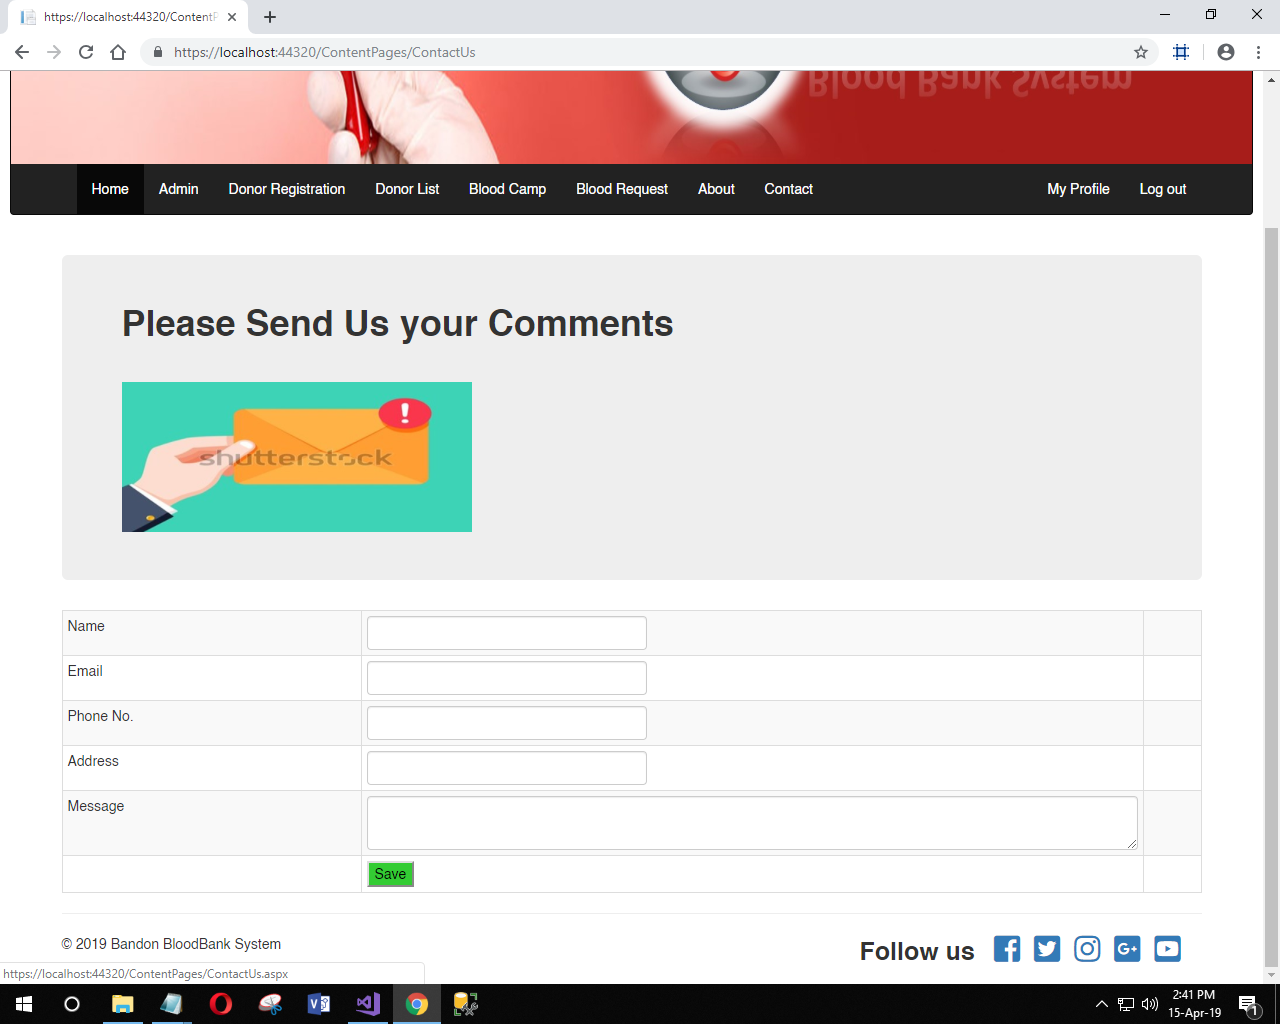 https://localhost:44320/ContentP
https://localhost:44320/ContentPages/ContactUs
Blood Bank System
Home Admin Donor Registration Donor List Blood Camp Blood Request About Contact My Profile Log out
Please Send Us your Comments
!
shutterstock
Name
Email
Phone No.
Address
Message
Save
© 2019 Bandon BloodBank System
Follow us
https://localhost:44320/ContentPages/ContactUs.aspx
2:41 PM
15-Apr-19
1